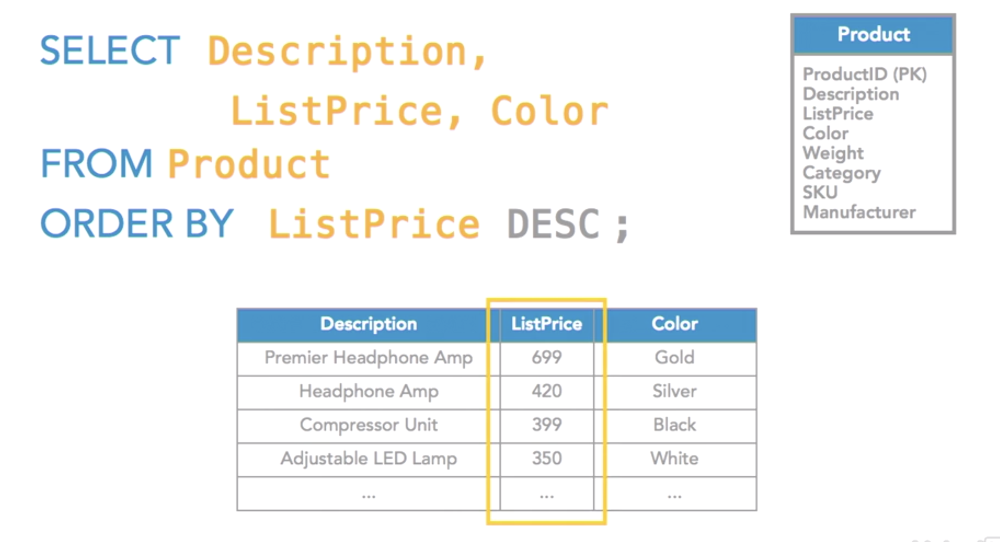 SELECT Description,
ListPrice, Color
FROM Product
ORDER BY ListPrice DESC ;
Product
ProductID (PK)
Description
ListPrice
Color
Weight
Category
SKU
Manufacturer
Description ListPrice Color
Premier Headphone Amp 699 Gold
Headphone Amp 420 Silver
Compressor Unit 399 Black
Adjustable LED Lamp 350 White
... ... ...